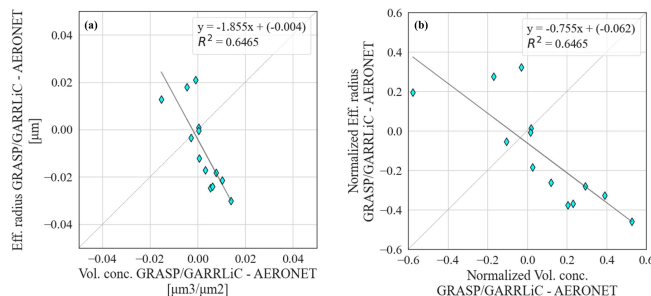 (a)
y = -1.855x + (-0.004)
R² = 0.6465
Eff. radius GRASP/GARRLiC - AERONET
[μm]
0.04
0.02
0.00
−0.02
−0.04
−0.04
−0.02
0.00
0.02
0.04
Vol. conc. GRASP/GARRLiC - AERONET
[μm3/μm2]
(b)
y = -0.755x + (-0.062)
R² = 0.6465
Normalized Eff. radius
GRASP/GARRLiC - AERONET
0.6
0.4
0.2
0.0
−0.2
−0.4
−0.6
−0.6
−0.4
−0.2
0.0
0.2
0.4
0.6
Normalized Vol. conc.
GRASP/GARRLiC - AERONET